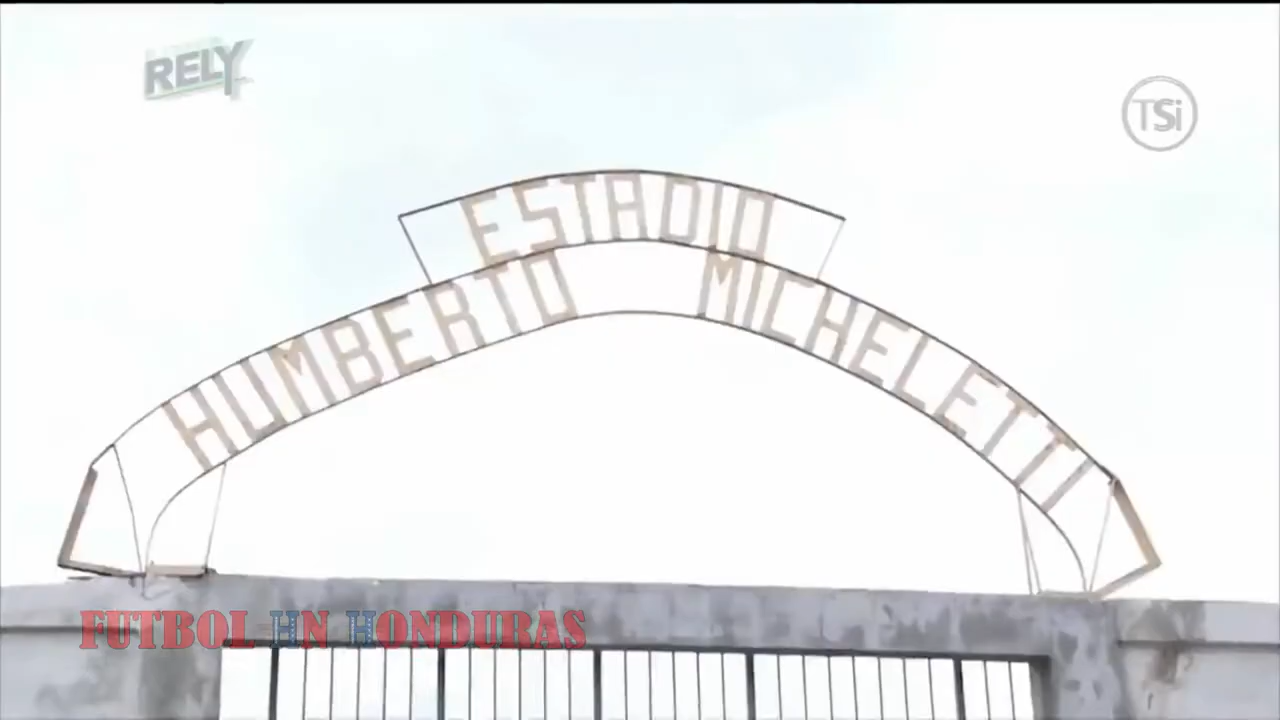 RELY
TSi
ESTADIO
HUMBERTO MICHELETTI
FUTBOL HN HONDURAS